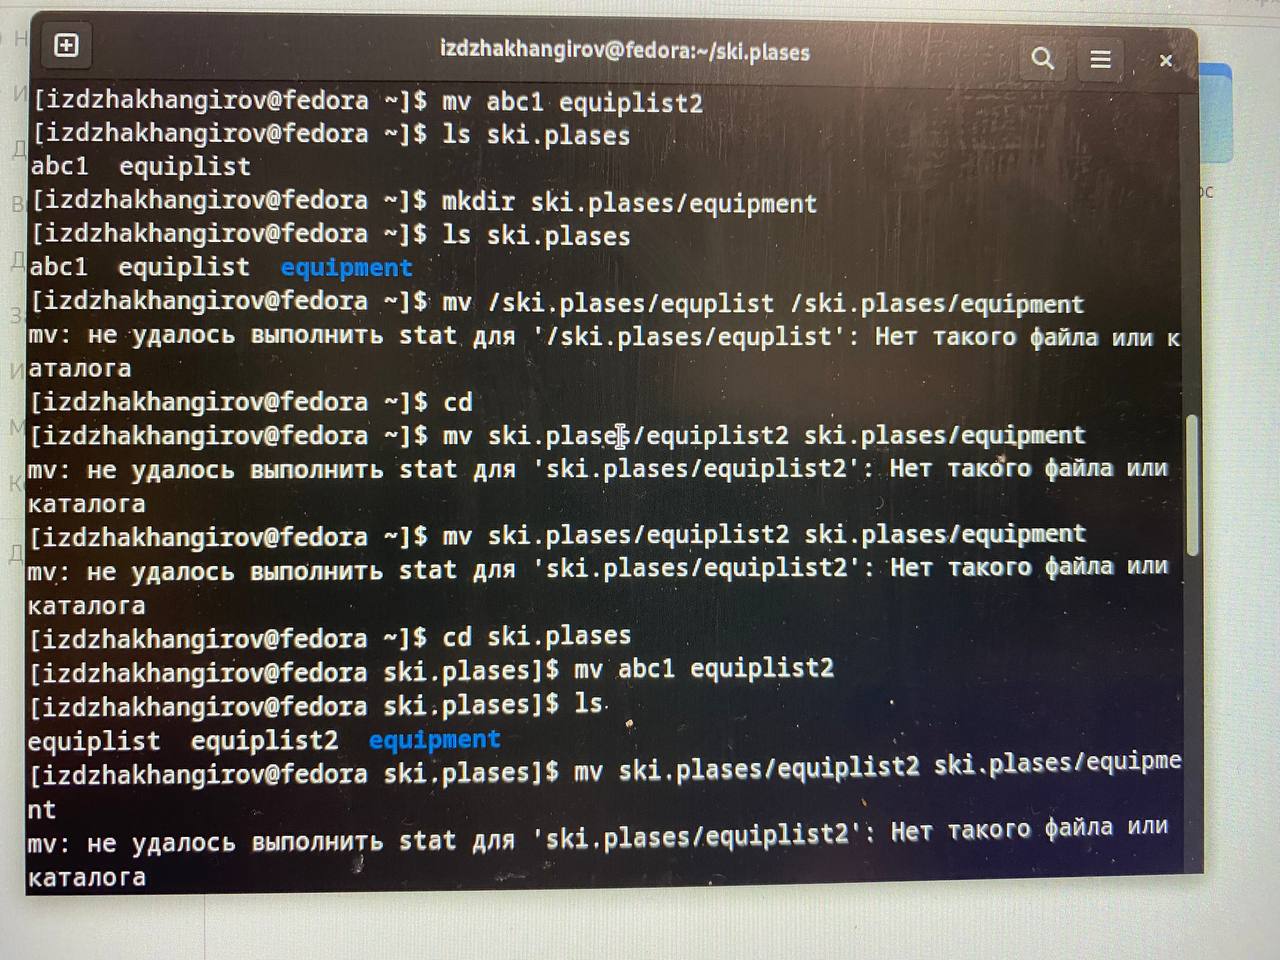 izdzhakhangirov@fedora:~/ski.plases
[izdzhakhangirov@fedora ~]$ mv abc1 equiplist2
[izdzhakhangirov@fedora ~]$ ls ski.plases
abc1 equiplist
[izdzhakhangirov@fedora ~]$ mkdir ski.plases/equipment
[izdzhakhangirov@fedora ~]$ ls ski.plases
abc1 equiplist equipment
[izdzhakhangirov@fedora ~]$ mv /ski.plases/equplist /ski.plases/equipment
mv: не удалось выполнить stat для '/ski.plases/equplist': Нет такого файла или к
аталога
[izdzhakhangirov@fedora ~]$ cd
[izdzhakhangirov@fedora ~]$ mv ski.plases/equiplist2 ski.plases/equipment
mv: не удалось выполнить stat для 'ski.plases/equiplist2': Нет такого файла или
каталога
[izdzhakhangirov@fedora ~]$ mv ski.plases/equiplist2 ski.plases/equipment
mv: не удалось выполнить stat для 'ski.plases/equiplist2': Нет такого файла или
каталога
[izdzhakhangirov@fedora ~]$ cd ski.plases
[izdzhakhangirov@fedora ski.plases]$ mv abc1 equiplist2
[izdzhakhangirov@fedora ski.plases]$ ls
equiplist equiplist2 equipment
[izdzhakhangirov@fedora ski.plases]$ mv ski.plases/equiplist2 ski.plases/equipme
nt
mv: не удалось выполнить stat для 'ski.plases/equiplist2': Нет такого файла или
каталога